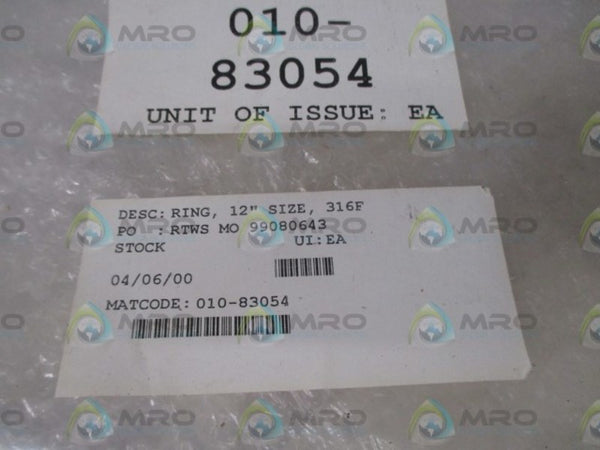 010-
83054
UNIT OF ISSUE: EA
DESC: RING, 12" SIZE, 316F
PO : RTWS MO 99080643
STOCK UI:EA
04/06/00
MATCODE: 010-83054
MRO